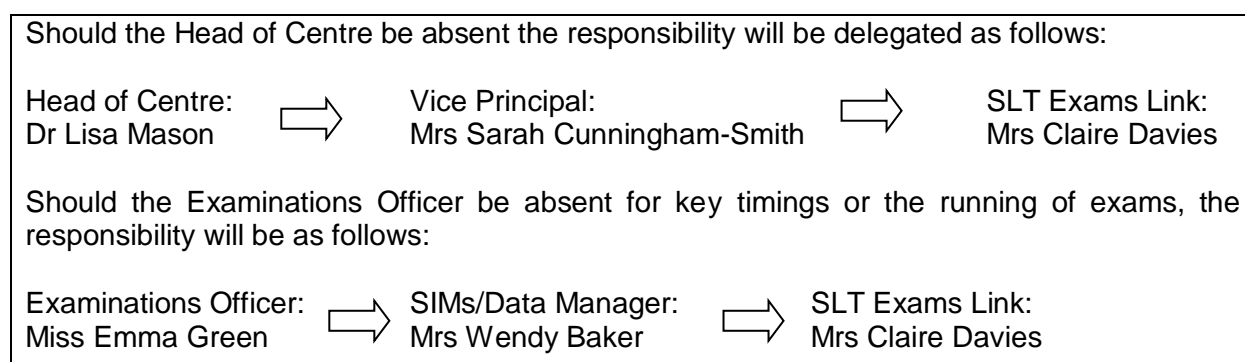 Should the Head of Centre be absent the responsibility will be delegated as follows:
Head of Centre: Vice Principal: SLT Exams Link:
Dr Lisa Mason Mrs Sarah Cunningham-Smith Mrs Claire Davies
Should the Examinations Officer be absent for key timings or the running of exams, the
responsibility will be as follows:
Examinations Officer: SIMs/Data Manager: SLT Exams Link:
Miss Emma Green Mrs Wendy Baker Mrs Claire Davies